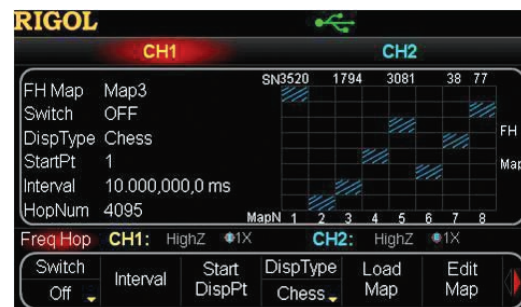 RIGOL
CH1 CH2
SN3520 1794 3081 38 77
FH Map Map3
Switch OFF
DispType Chess
FH
StartPt 1
Map
Interval 10.000,000,0 ms
HopNum 4095
MapN 1 2 3 4 5 6 7 8
Freq Hop CH1: HighZ 1X CH2: HighZ 1X
Switch Interval Start DispType Load Edit
Off DispPt Chess Map Map